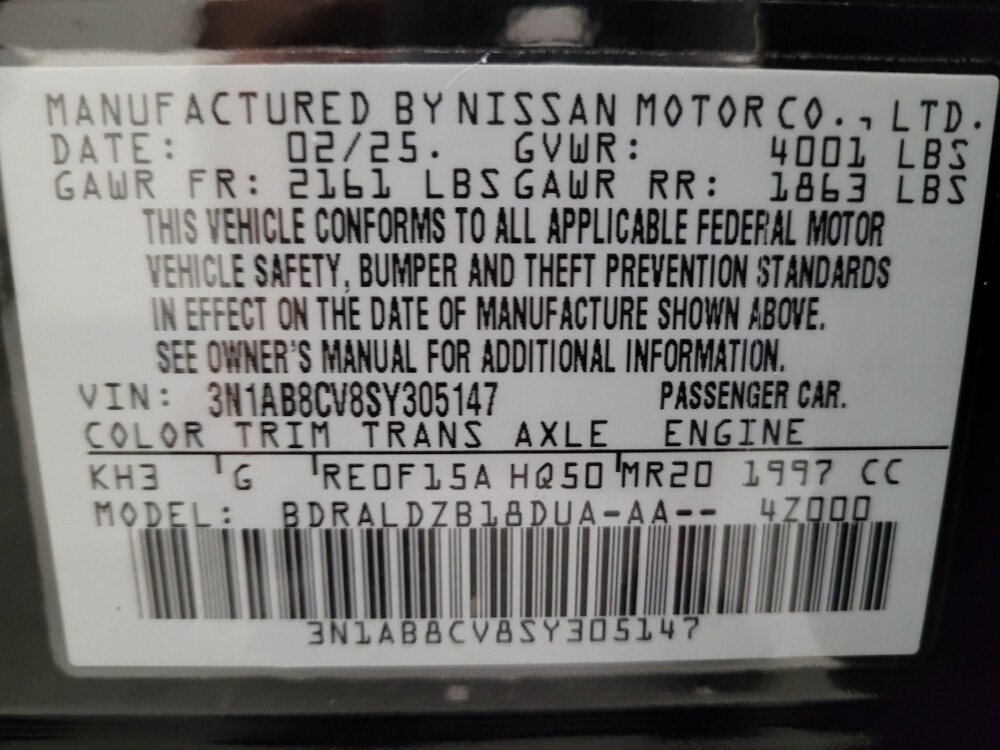 MANUFACTURED BY NISSAN MOTOR CO., LTD.
DATE: 02/25. GVWR: 4001 LBS
GAWR FR: 2161 LBS GAWR RR: 1863 LBS
THIS VEHICLE CONFORMS TO ALL APPLICABLE FEDERAL MOTOR
VEHICLE SAFETY, BUMPER AND THEFT PREVENTION STANDARDS
IN EFFECT ON THE DATE OF MANUFACTURE SHOWN ABOVE.
SEE OWNER'S MANUAL FOR ADDITIONAL INFORMATION.
VIN: 3N1AB8CV8SY305147 PASSENGER CAR.
COLOR TRIM TRANS AXLE ENGINE
KH3 G RE0F15A HQ50 MR20 1997 CC
MODEL: BDRALDZB18DUA-AA-- 4Z000
3N1AB8CV8SY305147